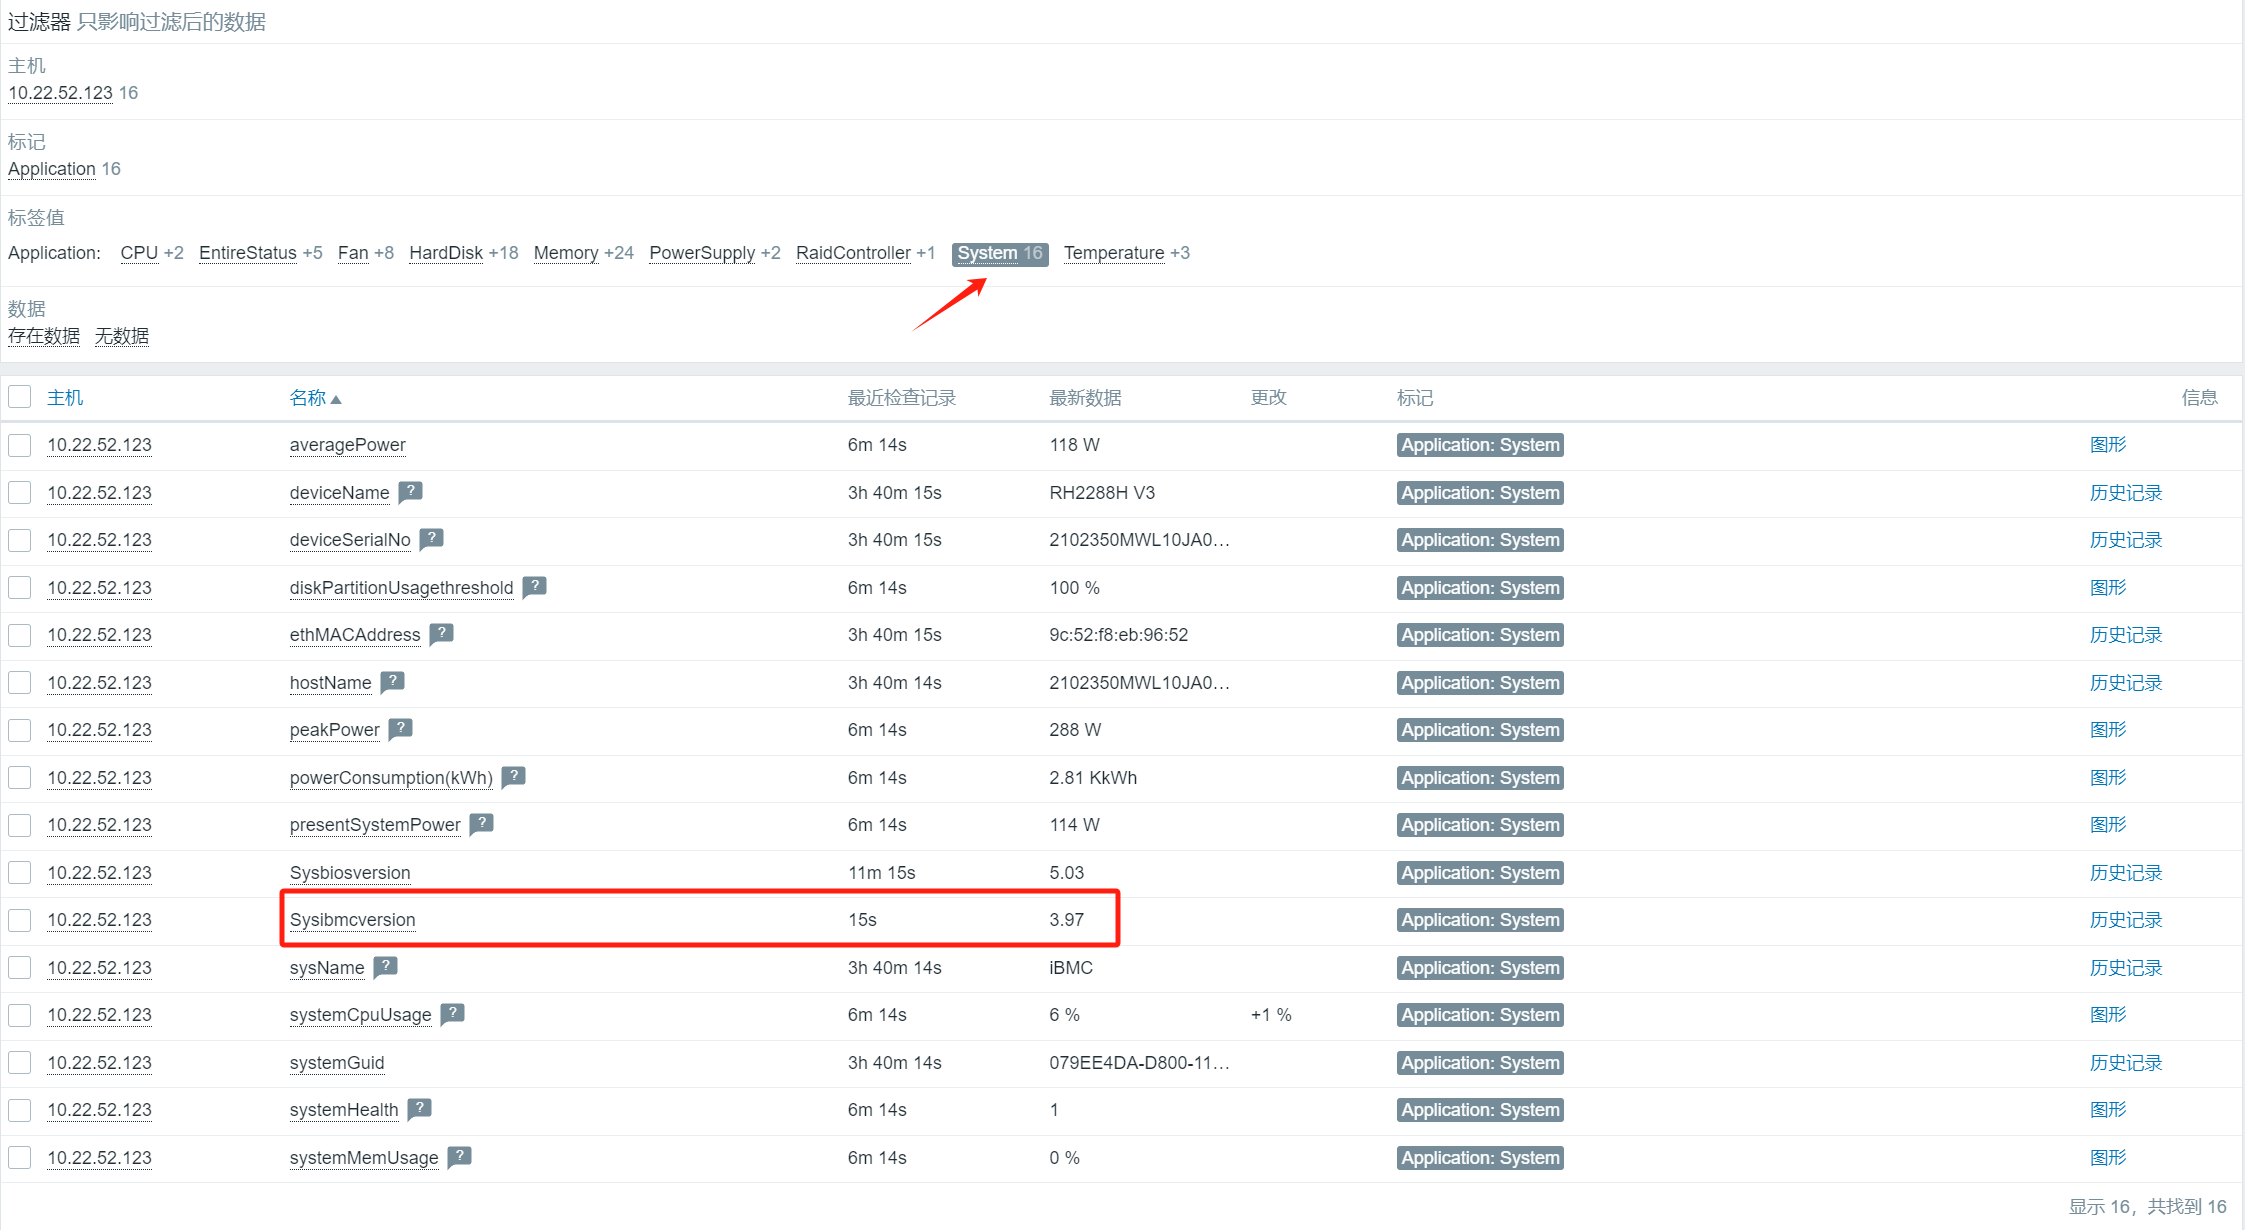 过滤器 只影响过滤后的数据
主机
10.22.52.123 16
标记
Application 16
标签值
Application: CPU +2 EntireStatus +5 Fan +8 HardDisk +18 Memory +24 PowerSupply +2 RaidController +1 System 16 Temperature +3
数据
存在数据 无数据
主机 名称 最近检查记录 最新数据 更改 标记 信息
10.22.52.123 averagePower 6m 14s 118 W Application: System 图形
10.22.52.123 deviceName ? 3h 40m 15s RH2288H V3 Application: System 历史记录
10.22.52.123 deviceSerialNo ? 3h 40m 15s 2102350MWL10JA0... Application: System 历史记录
10.22.52.123 diskPartitionUsagethreshold ? 6m 14s 100 % Application: System 图形
10.22.52.123 ethMACAddress ? 3h 40m 15s 9c:52:f8:eb:96:52 Application: System 历史记录
10.22.52.123 hostName ? 3h 40m 14s 2102350MWL10JA0... Application: System 历史记录
10.22.52.123 peakPower ? 6m 14s 288 W Application: System 图形
10.22.52.123 powerConsumption(kWh) ? 6m 14s 2.81 KkWh Application: System 图形
10.22.52.123 presentSystemPower ? 6m 14s 114 W Application: System 图形
10.22.52.123 Sysbiosversion 11m 15s 5.03 Application: System 历史记录
10.22.52.123 Sysibmcversion 15s 3.97 Application: System 历史记录
10.22.52.123 sysName ? 3h 40m 14s iBMC Application: System 历史记录
10.22.52.123 systemCpuUsage ? 6m 14s 6 % +1 % Application: System 图形
10.22.52.123 systemGuid 3h 40m 14s 079EE4DA-D800-11... Application: System 历史记录
10.22.52.123 systemHealth ? 6m 14s 1 Application: System 图形
10.22.52.123 systemMemUsage ? 6m 14s 0 % Application: System 图形
显示 16，共找到 16